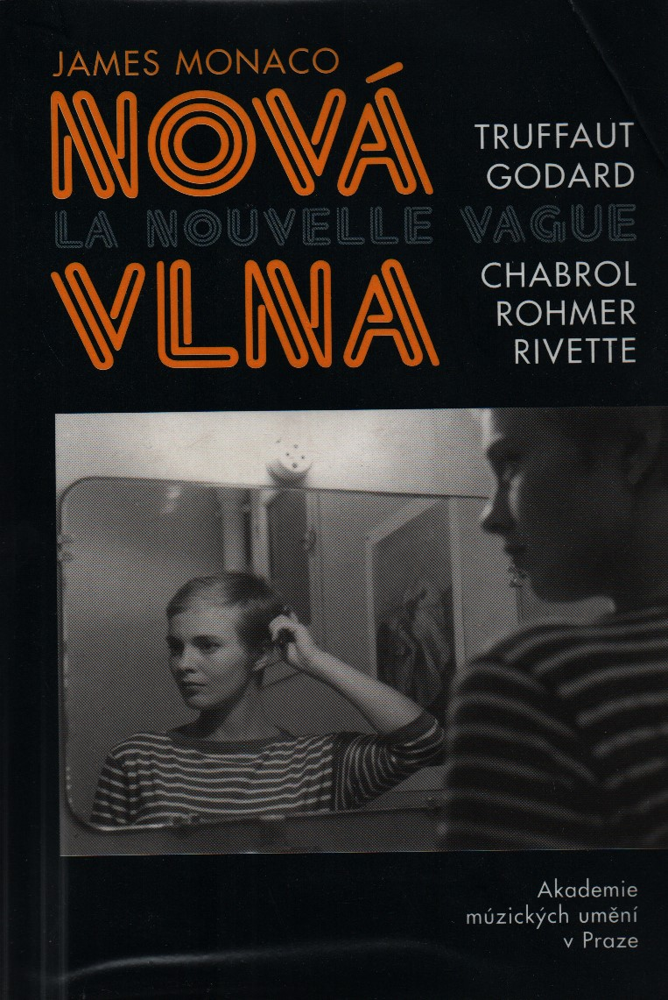 JAMES MONACO
NOVÁ
LA NOUVELLE VAGUE
VLNA
TRUFFAUT
GODARD
CHABROL
ROHMER
RIVETTE
Akademie
múzických umění
v Praze